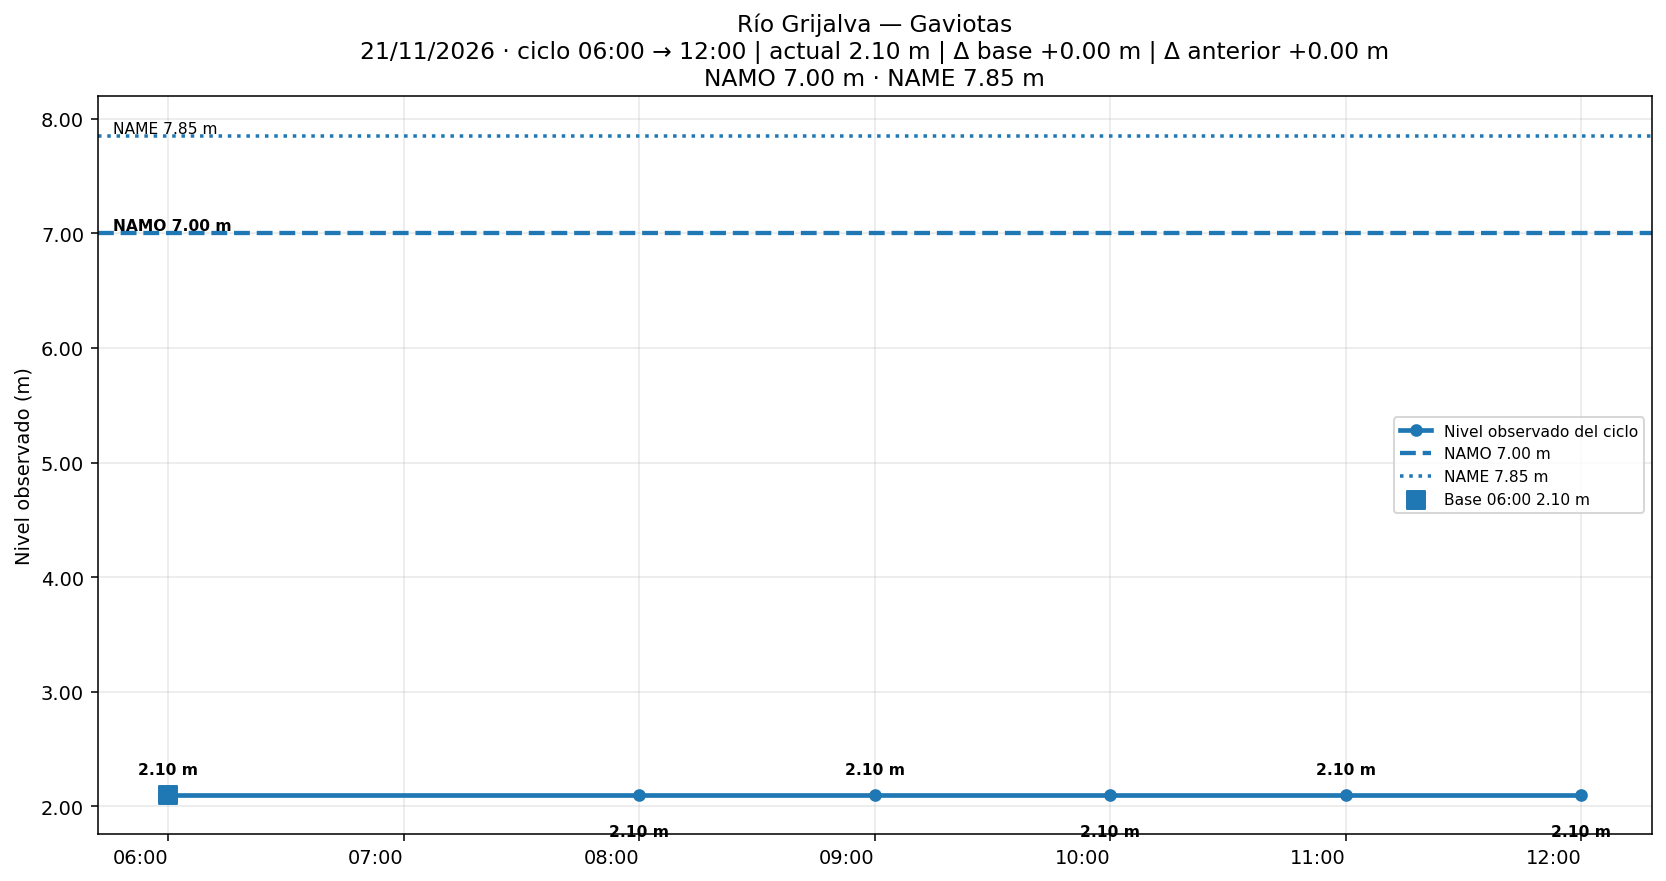 Río Grijalva — Gaviotas
21/11/2026 · ciclo 06:00 → 12:00 | actual 2.10 m | Δ base +0.00 m | Δ anterior +0.00 m
NAMO 7.00 m · NAME 7.85 m
8.00
NAME 7.85 m
NAMO 7.00 m
7.00
6.00
Nivel observado (m)
Nivel observado del ciclo
NAMO 7.00 m
NAME 7.85 m
Base 06:00 2.10 m
5.00
4.00
3.00
2.10 m
2.10 m
2.10 m
2.00
2.10 m
2.10 m
2.10 m
06:00
07:00
08:00
09:00
10:00
11:00
12:00